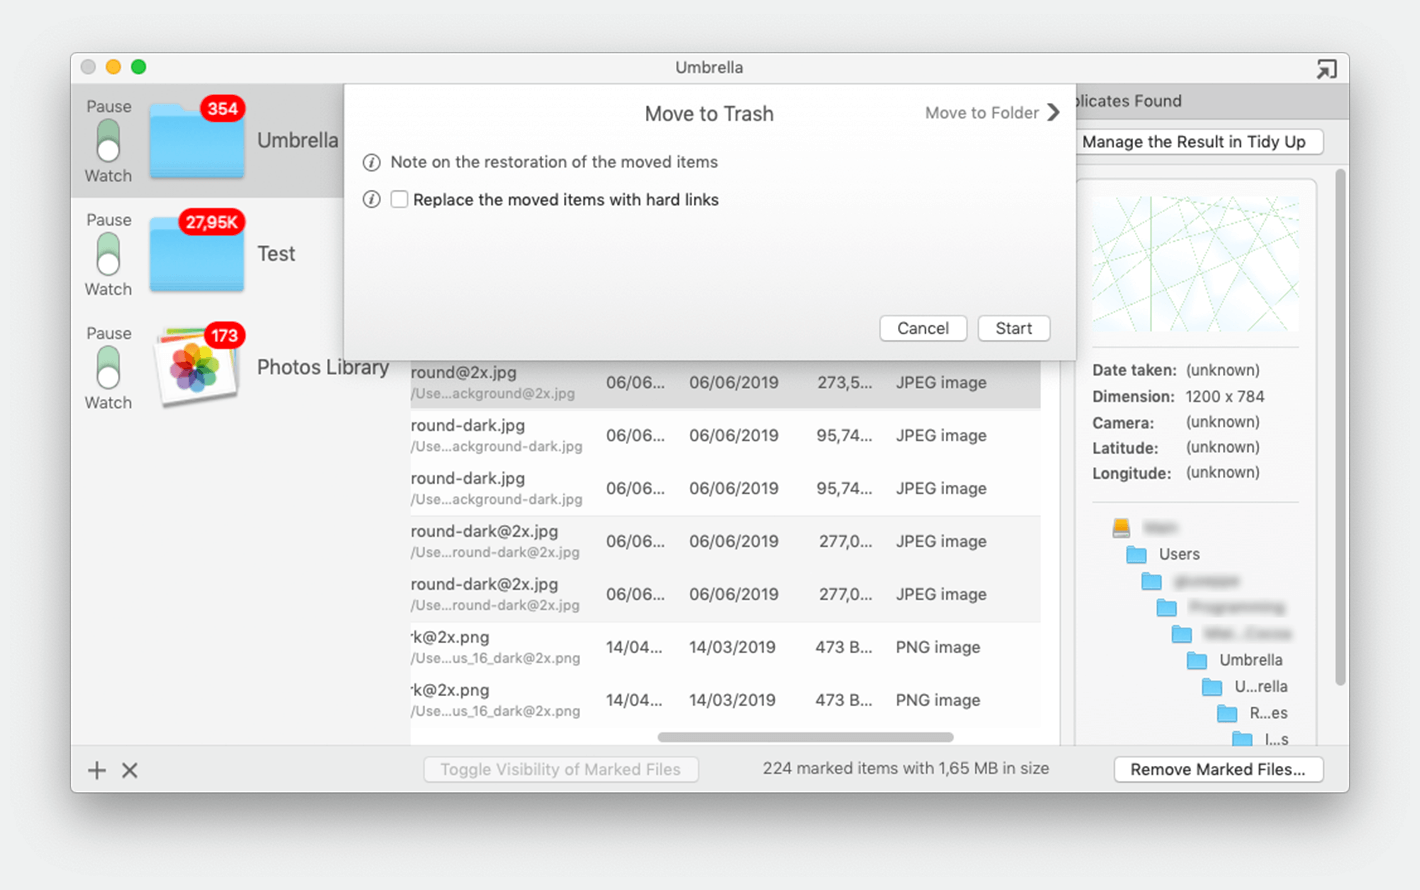 Umbrella
Pause
354
Umbrella
Watch
Pause
27,95K
Test
Watch
Pause
173
Photos Library
Watch
Move to Trash
Move to Folder
Note on the restoration of the moved items
Replace the moved items with hard links
Cancel
Start
plicates Found
Manage the Result in Tidy Up
round@2x.jpg
/Use...ackground@2x.jpg
06/06... 06/06/2019 273,5... JPEG image
round-dark.jpg
/Use...ackground-dark.jpg
06/06... 06/06/2019 95,74... JPEG image
round-dark.jpg
/Use...ackground-dark.jpg
06/06... 06/06/2019 95,74... JPEG image
round-dark@2x.jpg
/Use...round-dark@2x.jpg
06/06... 06/06/2019 277,0... JPEG image
round-dark@2x.jpg
/Use...round-dark@2x.jpg
06/06... 06/06/2019 277,0... JPEG image
rk@2x.png
/Use...us_16_dark@2x.png
14/04... 14/03/2019 473 B... PNG image
rk@2x.png
/Use...us_16_dark@2x.png
14/04... 14/03/2019 473 B... PNG image
Date taken: (unknown)
Dimension: 1200 x 784
Camera: (unknown)
Latitude: (unknown)
Longitude: (unknown)
Users
Umbrella
U...rella
R...es
I...s
Toggle Visibility of Marked Files
224 marked items with 1,65 MB in size
Remove Marked Files...